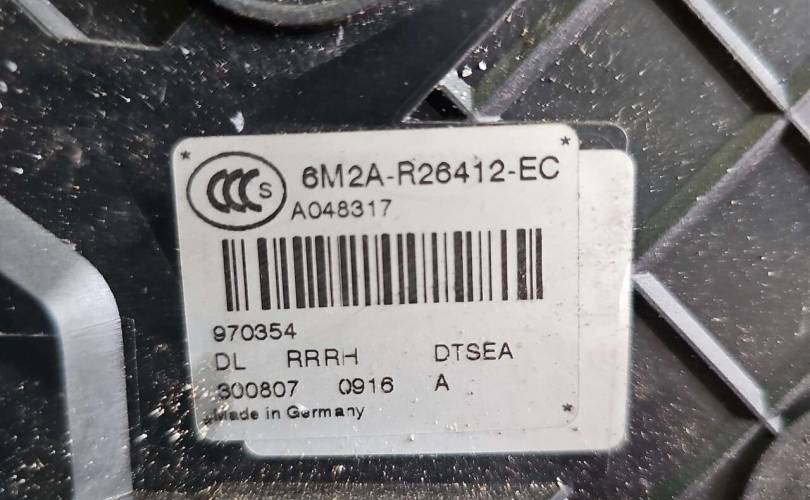 CCC S 6M2A-R26412-EC
A048317
970354
DL RRRH DTSEA
300807 0916 A
Made in Germany